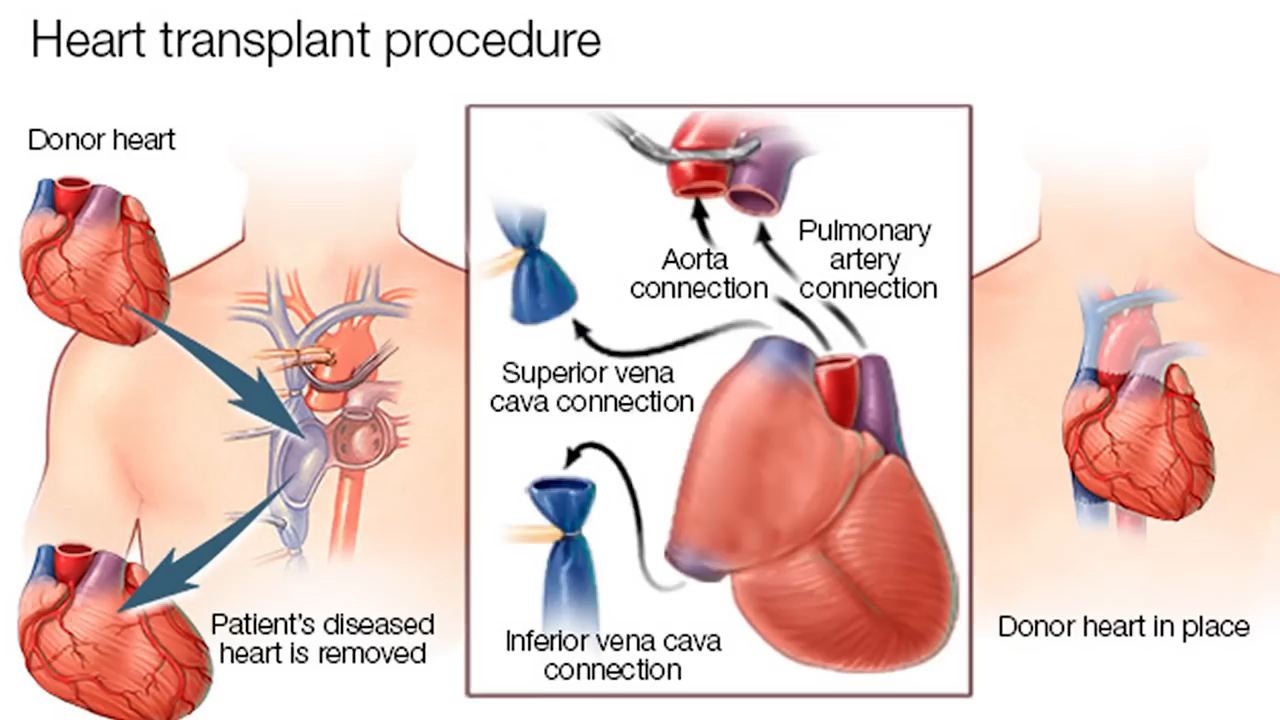 Heart transplant procedure
Donor heart
Patient's diseased
heart is removed
Aorta
connection
Pulmonary
artery
connection
Superior vena
cava connection
Inferior vena cava
connection
Donor heart in place